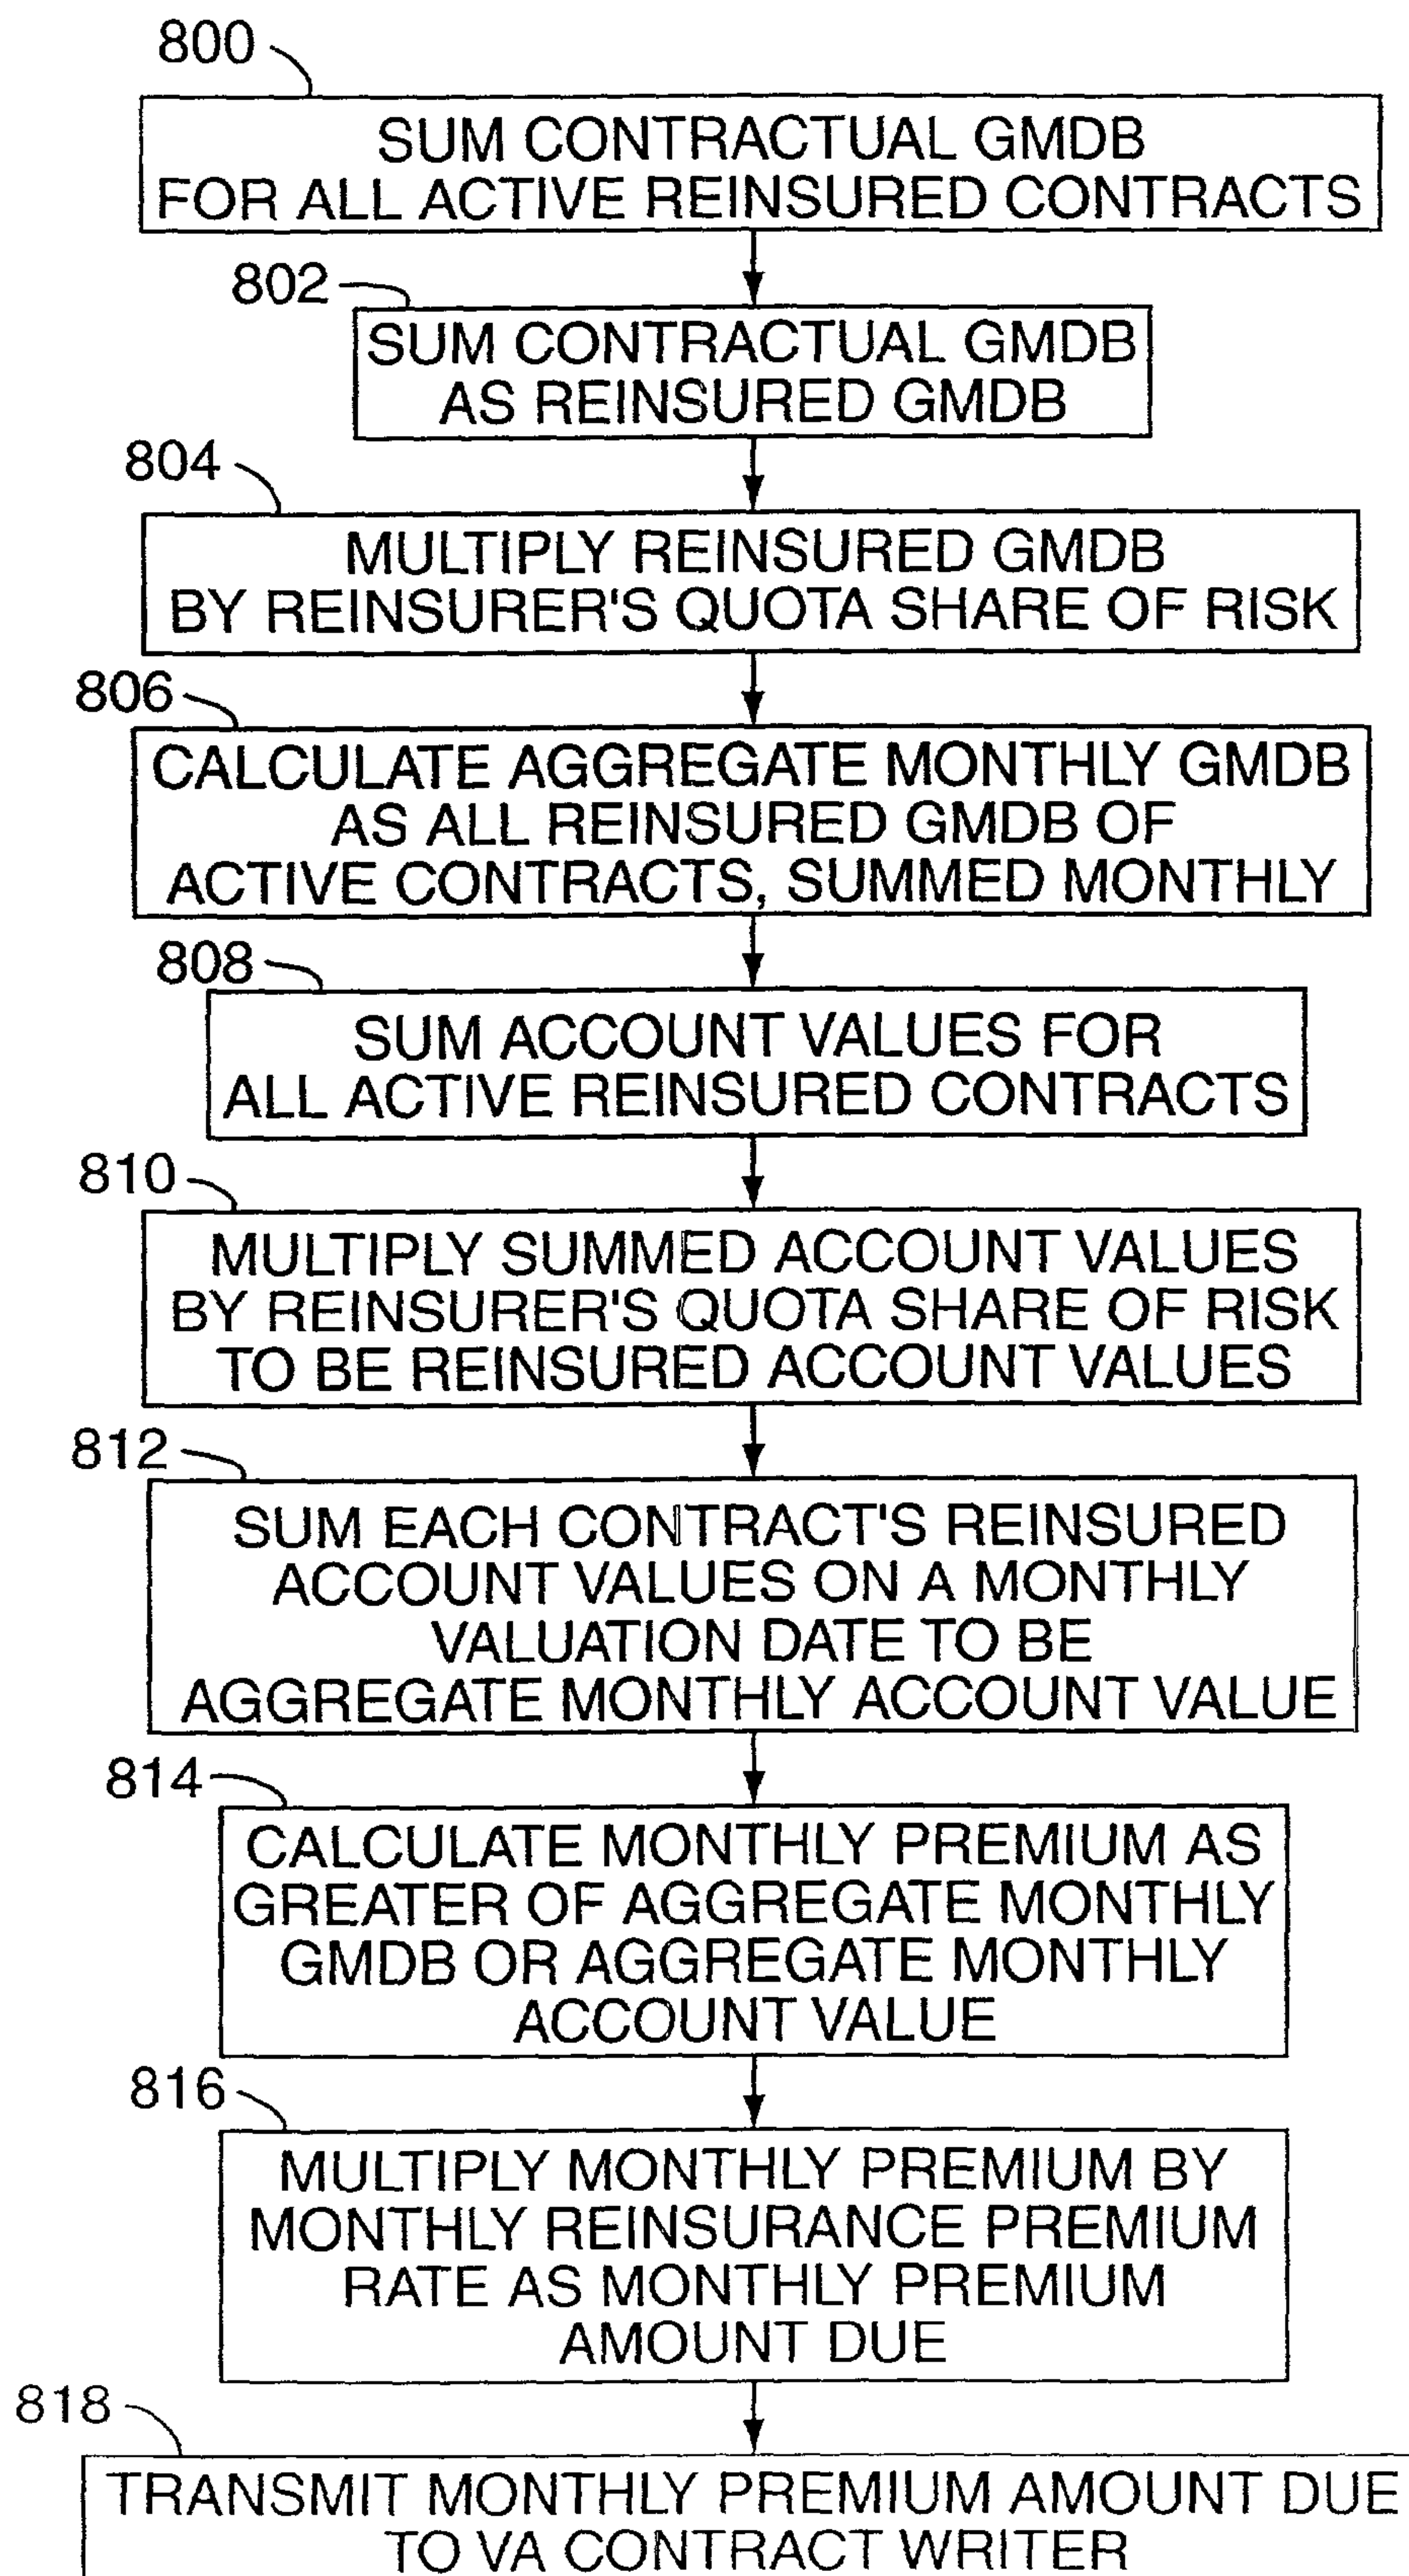 800
SUM CONTRACTUAL GMDB
FOR ALL ACTIVE REINSURED CONTRACTS
802
SUM CONTRACTUAL GMDB
AS REINSURED GMDB
804
MULTIPLY REINSURED GMDB
BY REINSURER'S QUOTA SHARE OF RISK
806
CALCULATE AGGREGATE MONTHLY GMDB
AS ALL REINSURED GMDB OF
ACTIVE CONTRACTS, SUMMED MONTHLY
808
SUM ACCOUNT VALUES FOR
ALL ACTIVE REINSURED CONTRACTS
810
MULTIPLY SUMMED ACCOUNT VALUES
BY REINSURER'S QUOTA SHARE OF RISK
TO BE REINSURED ACCOUNT VALUES
812
SUM EACH CONTRACT'S REINSURED
ACCOUNT VALUES ON A MONTHLY
VALUATION DATE TO BE
AGGREGATE MONTHLY ACCOUNT VALUE
814
CALCULATE MONTHLY PREMIUM AS
GREATER OF AGGREGATE MONTHLY
GMDB OR AGGREGATE MONTHLY
ACCOUNT VALUE
816
MULTIPLY MONTHLY PREMIUM BY
MONTHLY REINSURANCE PREMIUM
RATE AS MONTHLY PREMIUM
AMOUNT DUE
818
TRANSMIT MONTHLY PREMIUM AMOUNT DUE
TO VA CONTRACT WRITER